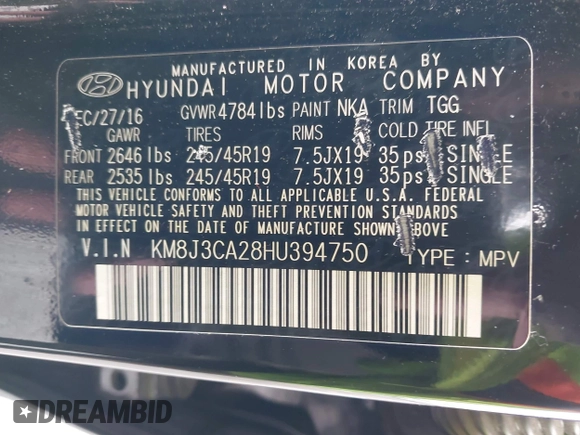 MANUFACTURED IN KOREA BY
HYUNDAI MOTOR COMPANY
EC/27/16 GVWR 4784 lbs PAINT NKA TRIM TGG
GAWR TIRES RIMS COLD TIRE INFL
FRONT 2646 lbs 245/45R19 7.5JX19 35 psi SINGLE
REAR 2535 lbs 245/45R19 7.5JX19 35 psi SINGLE
THIS VEHICLE CONFORMS TO ALL APPLICABLE U.S.A. FEDERAL
MOTOR VEHICLE SAFETY AND THEFT PREVENTION STANDARDS
IN EFFECT ON THE DATE OF MANUFACTURE SHOWN ABOVE
V.I.N KM8J3CA28HU394750 TYPE : MPV
DREAMBID